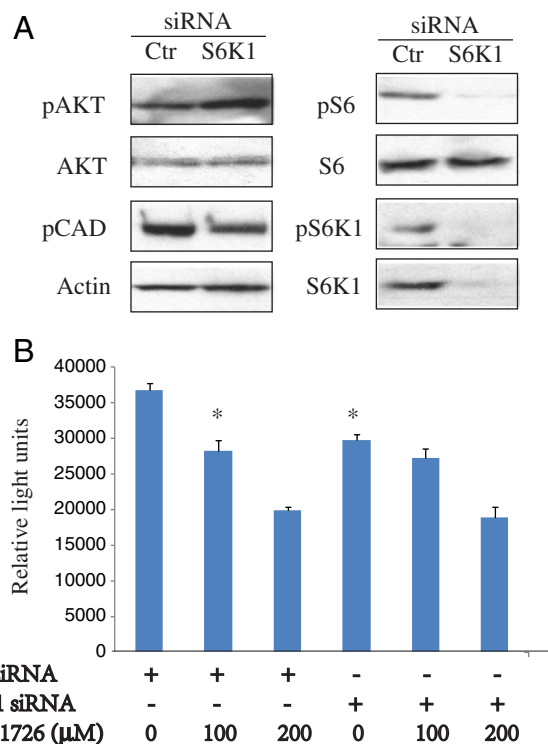 A
siRNA
Ctr S6K1
pAKT
AKT
pCAD
Actin
siRNA
Ctr S6K1
pS6
S6
pS6K1
S6K1
B
Relative light units
40000
35000
30000
25000
20000
15000
10000
5000
0
* *
iRNA + + + - - -
siRNA - - - + + +
1726 (μM) 0 100 200 0 100 200